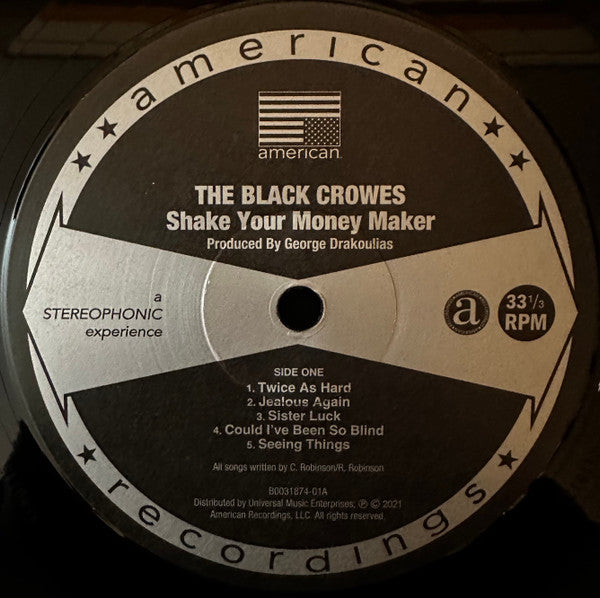 american
american
THE BLACK CROWES
Shake Your Money Maker
Produced By George Drakoulias
a
STEREOPHONIC
experience
a
33 1/3
RPM
SIDE ONE
1. Twice As Hard
2. Jealous Again
3. Sister Luck
4. Could I've Been So Blind
5. Seeing Things
All songs written by C. Robinson/R. Robinson
B0031874-01A
Distributed by Universal Music Enterprises; ℗ © 2021
American Recordings, LLC. All rights reserved.
recordings